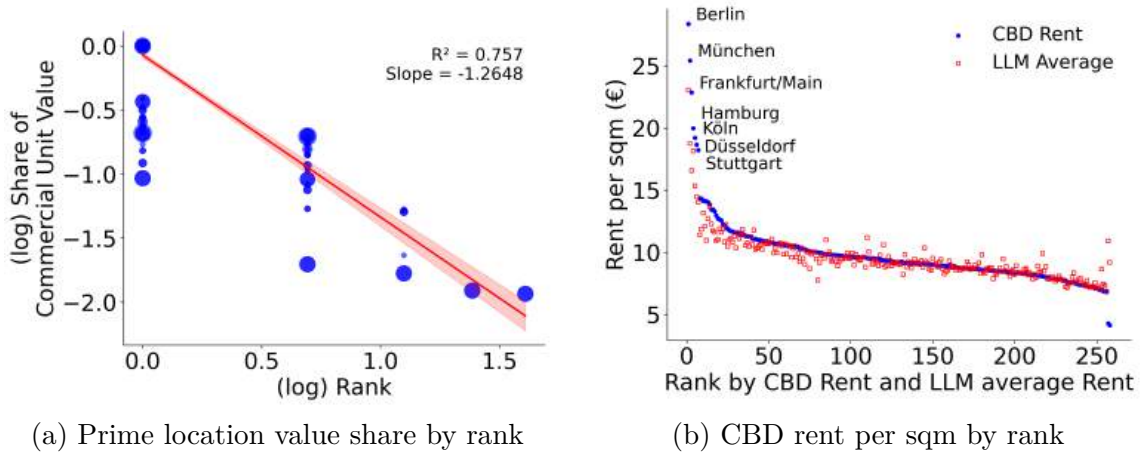 (log) Share of
Commercial Unit Value
0.0
−0.5
−1.0
−1.5
−2.0
R² = 0.757
Slope = -1.2648
0.0 0.5 1.0 1.5
(log) Rank
(a) Prime location value share by rank
Rent per sqm (€)
25
20
15
10
5
Berlin
München
Frankfurt/Main
Hamburg
Köln
Düsseldorf
Stuttgart
CBD Rent
LLM Average
0 50 100 150 200 250
Rank by CBD Rent and LLM average Rent
(b) CBD rent per sqm by rank